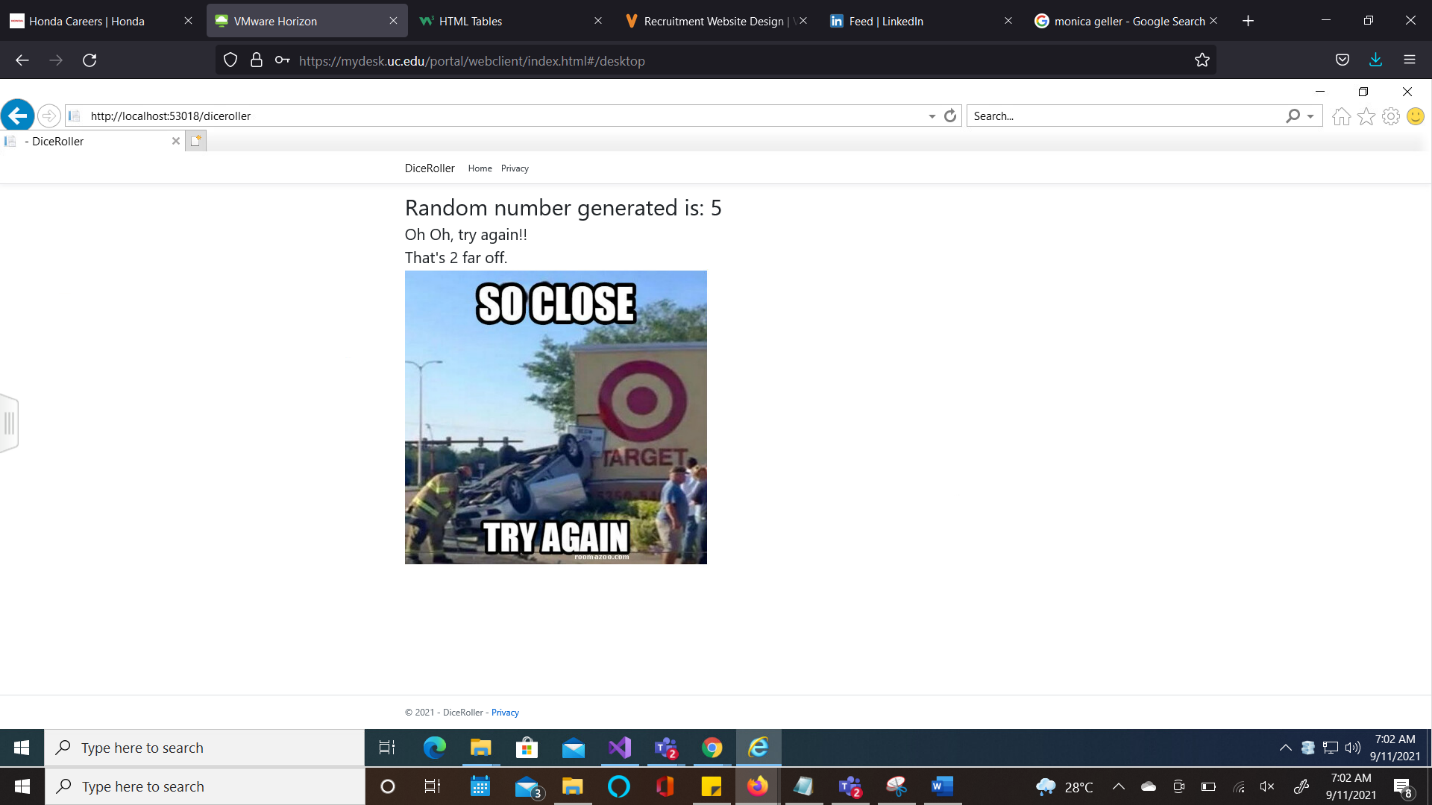 Honda Careers | Honda
VMware Horizon
HTML Tables
Recruitment Website Design |
Feed | LinkedIn
monica geller - Google Search
https://mydesk.uc.edu/portal/webclient/index.html#/desktop
http://localhost:53018/diceroller
Search...
- DiceRoller
DiceRoller Home Privacy
Random number generated is: 5
Oh Oh, try again!!
That's 2 far off.
SO CLOSE
TARGET
TRY AGAIN
© 2021 - DiceRoller - Privacy
Type here to search
2
7:02 AM
9/11/2021
Type here to search
3
2
28°C
7:02 AM
9/11/2021
8